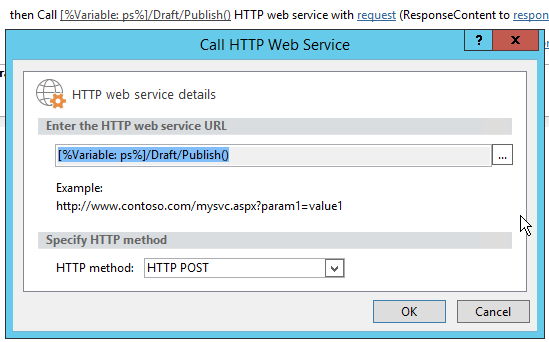 then Call [%Variable: ps%]/Draft/Publish() HTTP web service with request (ResponseContent to respon
Call HTTP Web Service
?
x
HTTP web service details
Enter the HTTP web service URL
[%Variable: ps%]/Draft/Publish()
...
Example:
http://www.contoso.com/mysvc.aspx?param1=value1
Specify HTTP method
HTTP method: HTTP POST
OK Cancel